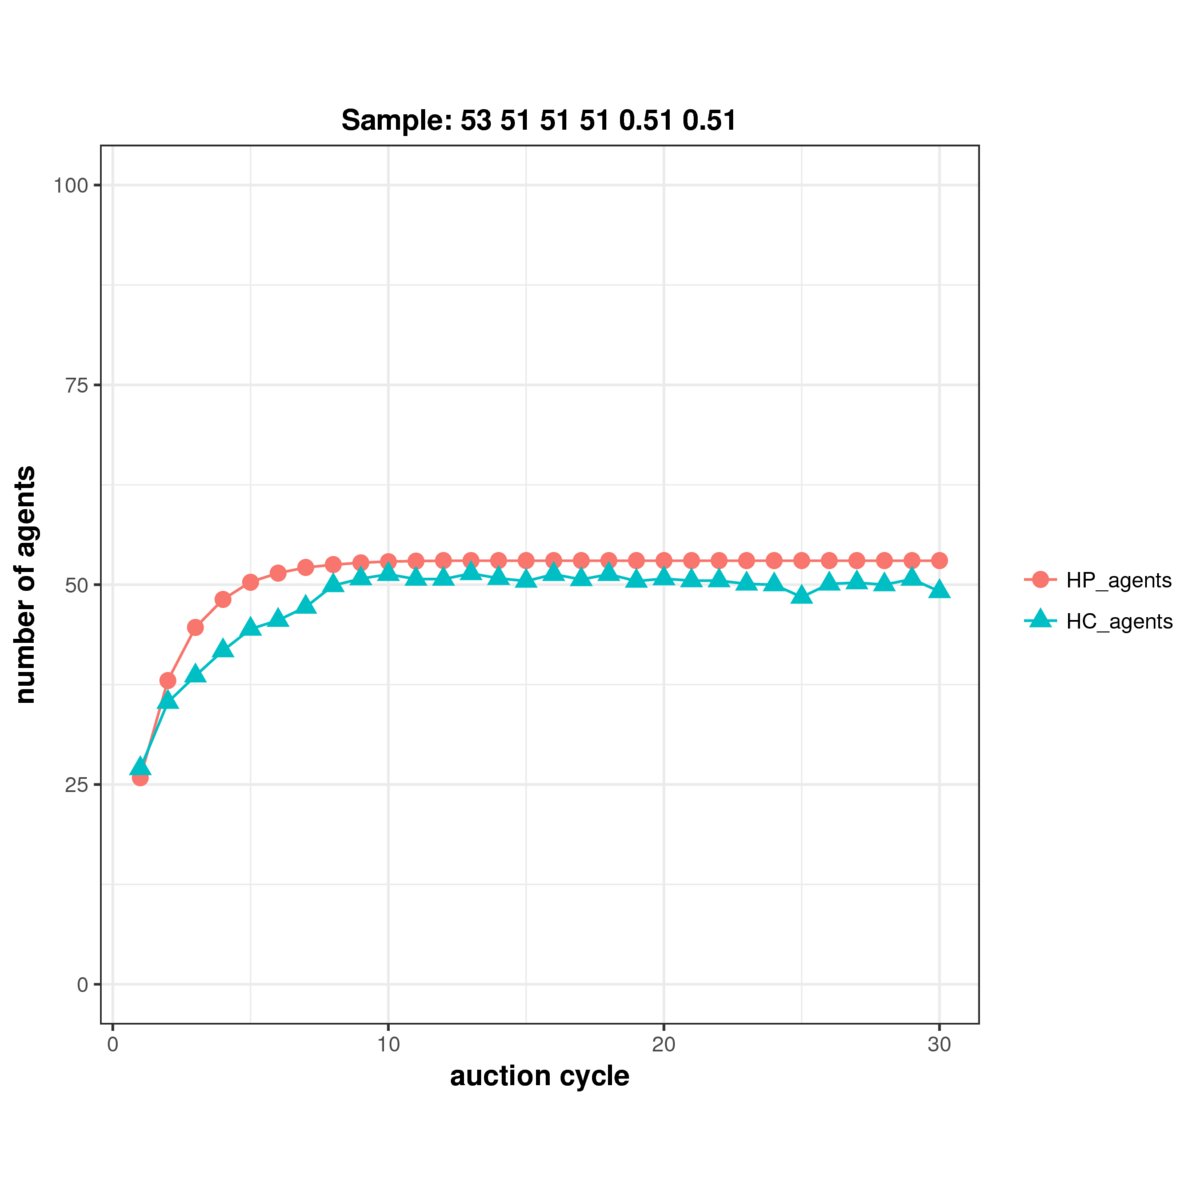 Sample: 53 51 51 51 0.51 0.51
number of agents
100
75
50
25
0
0 10 20 30
auction cycle
HP_agents
HC_agents